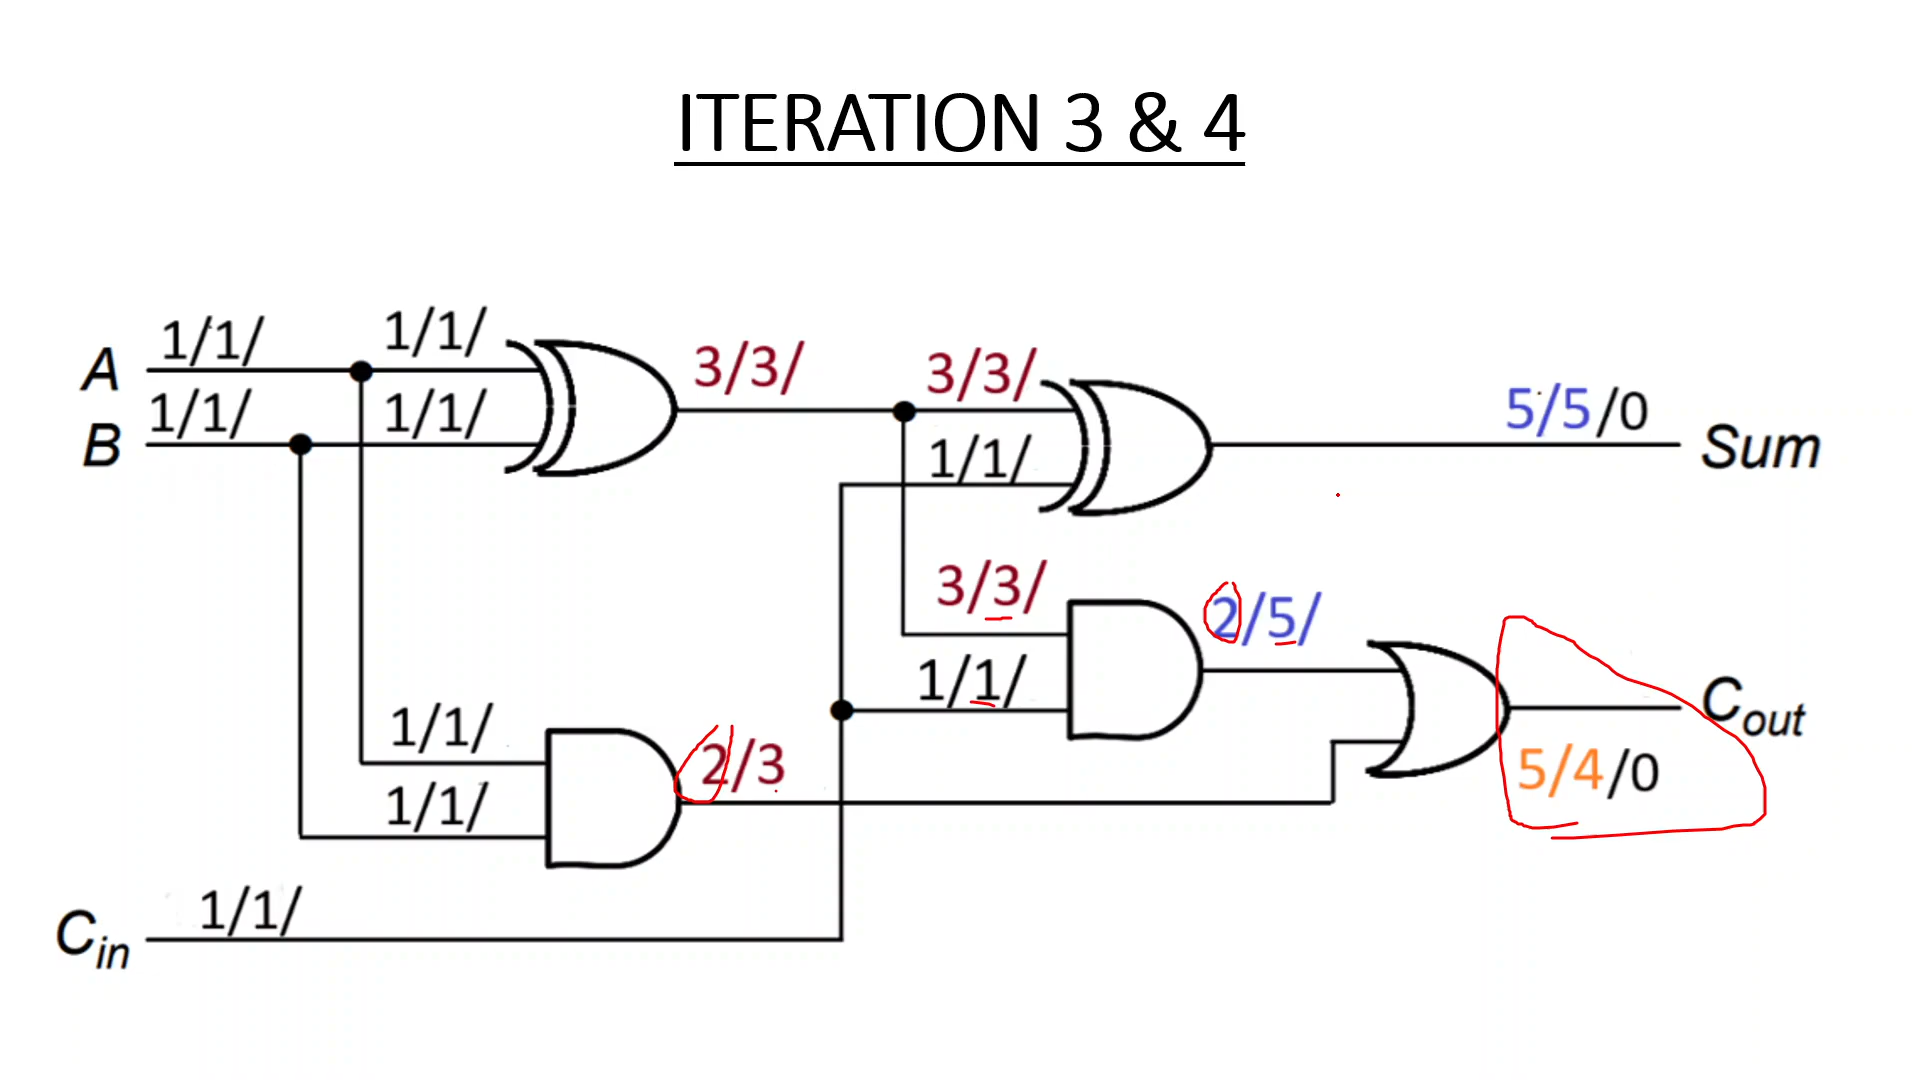 ITERATION 3 & 4
1/1/ 1/1/
A 3/3/ 3/3/ 5/5/0
1/1/ 1/1/
B 1/1/ Sum
3/3/ 2/5/
1/1/ Cout
1/1/ 2/3 5/4/0
1/1/
1/1/
Cin